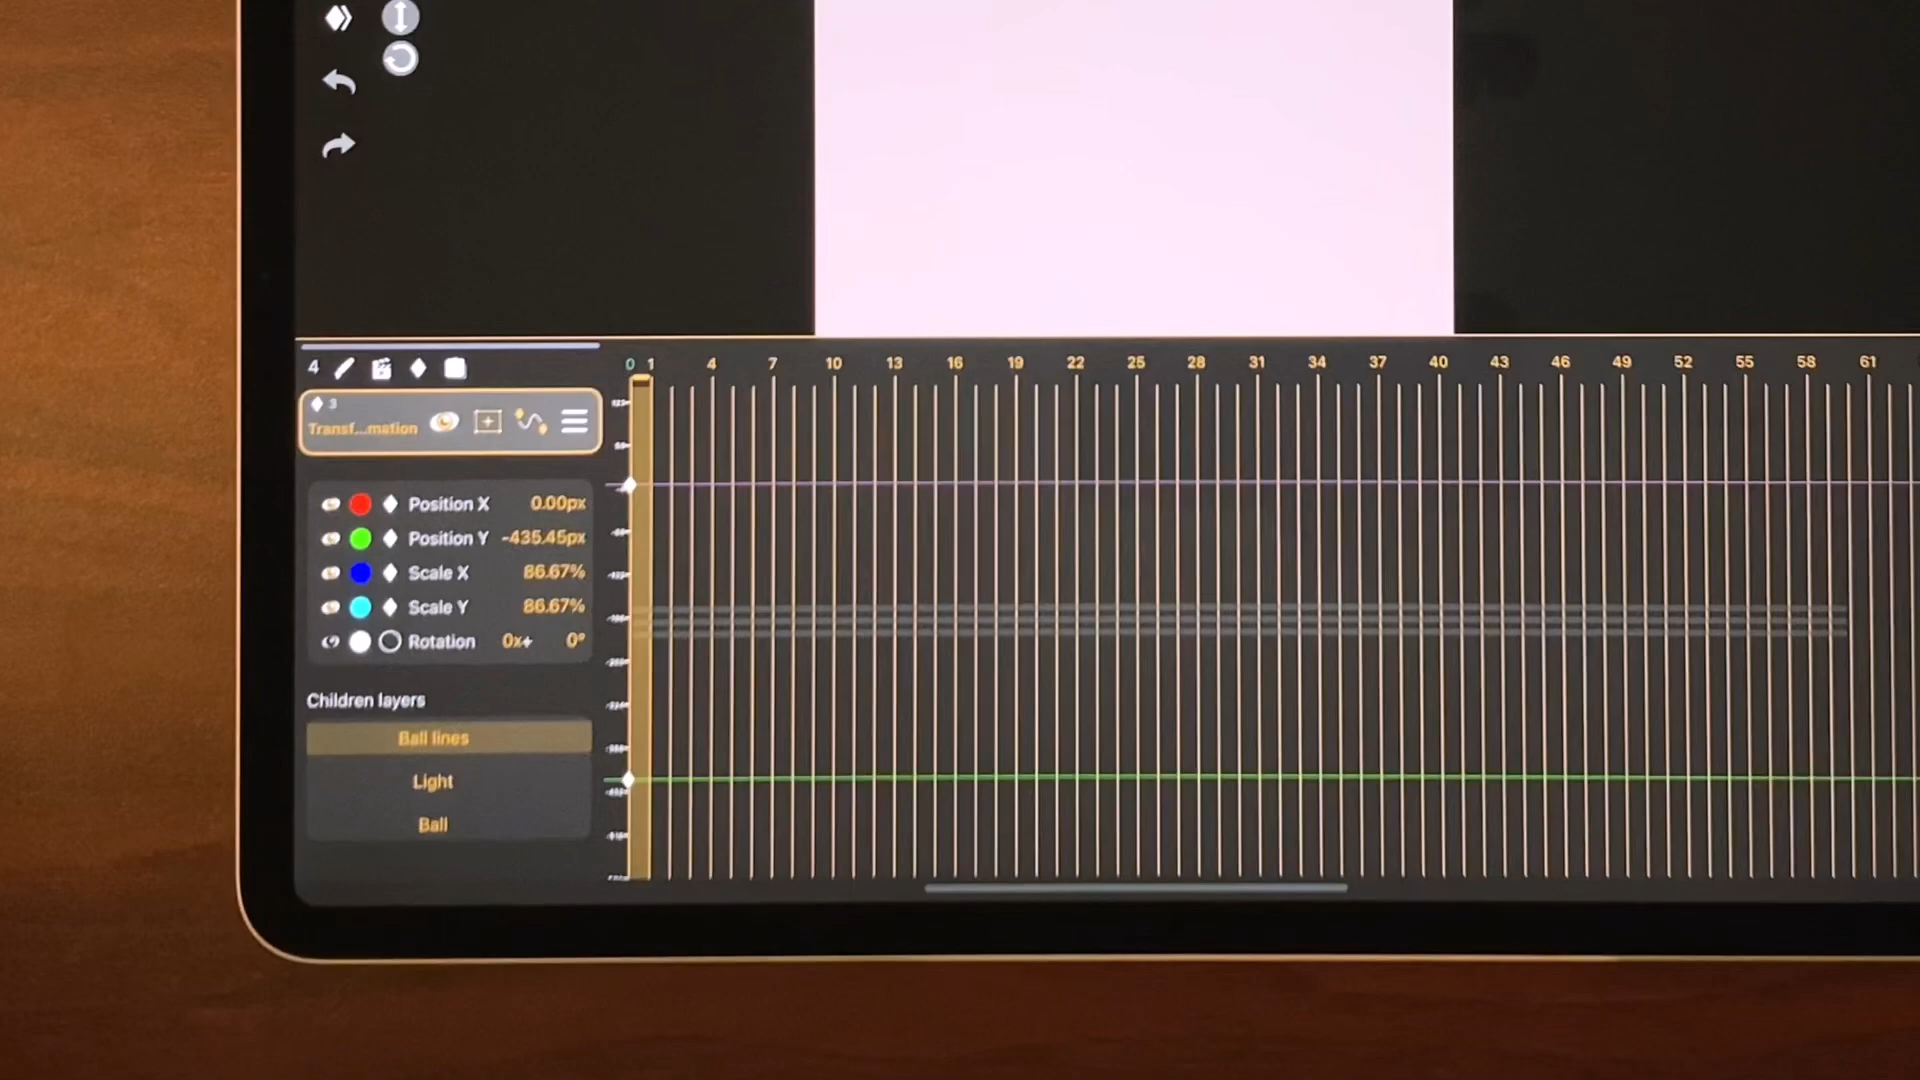 4
0 1 4 7 10 13 16 19 22 25 28 31 34 37 40 43 46 49 52 55 58 61
3
Transf...mation
Position X 0.00px
Position Y -435.45px
Scale X 86.67%
Scale Y 86.67%
Rotation 0x+ 0°
Children layers
Ball lines
Light
Ball